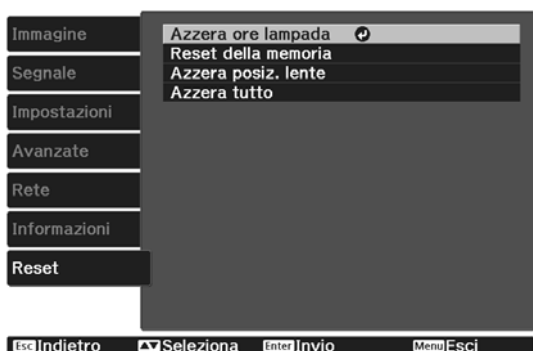 Immagine
Segnale
Impostazioni
Avanzate
Rete
Informazioni
Reset
Azzera ore lampada
Reset della memoria
Azzera posiz. lente
Azzera tutto
Esc Indietro Seleziona Enter Invio Menu Esci